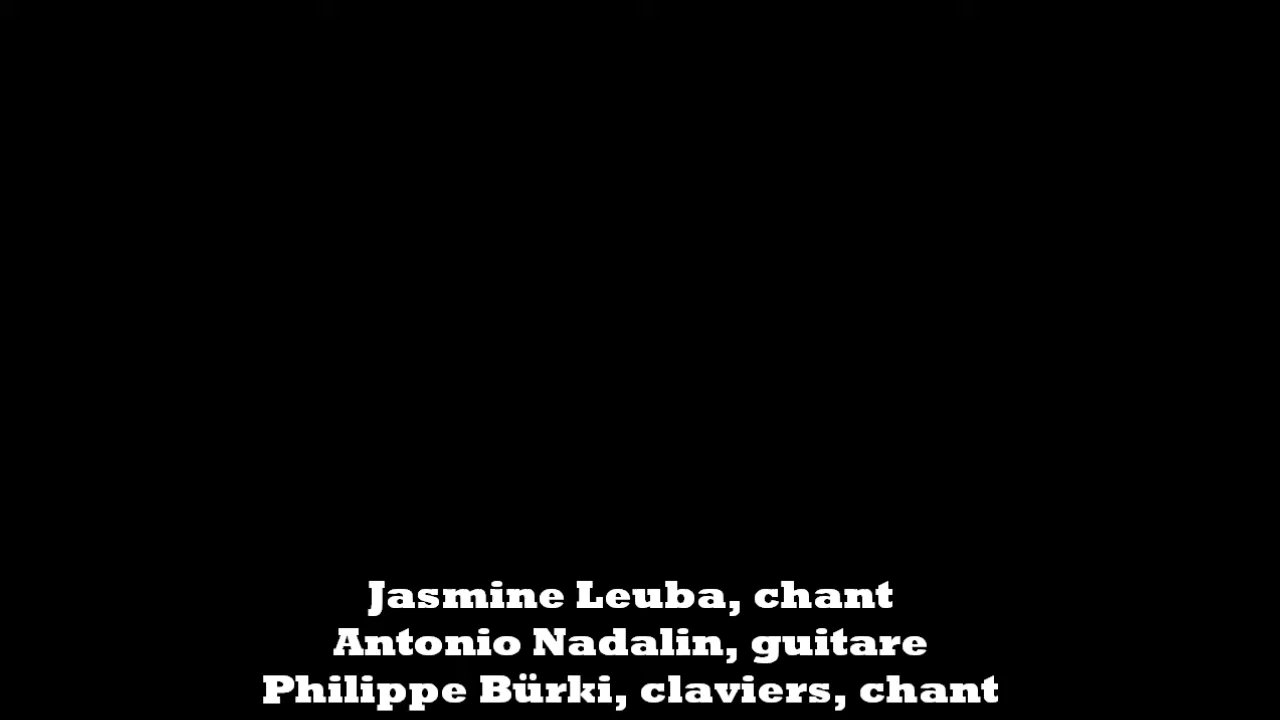 Jasmine Leuba, chant
Antonio Nadalin, guitare
Philippe Bürki, claviers, chant